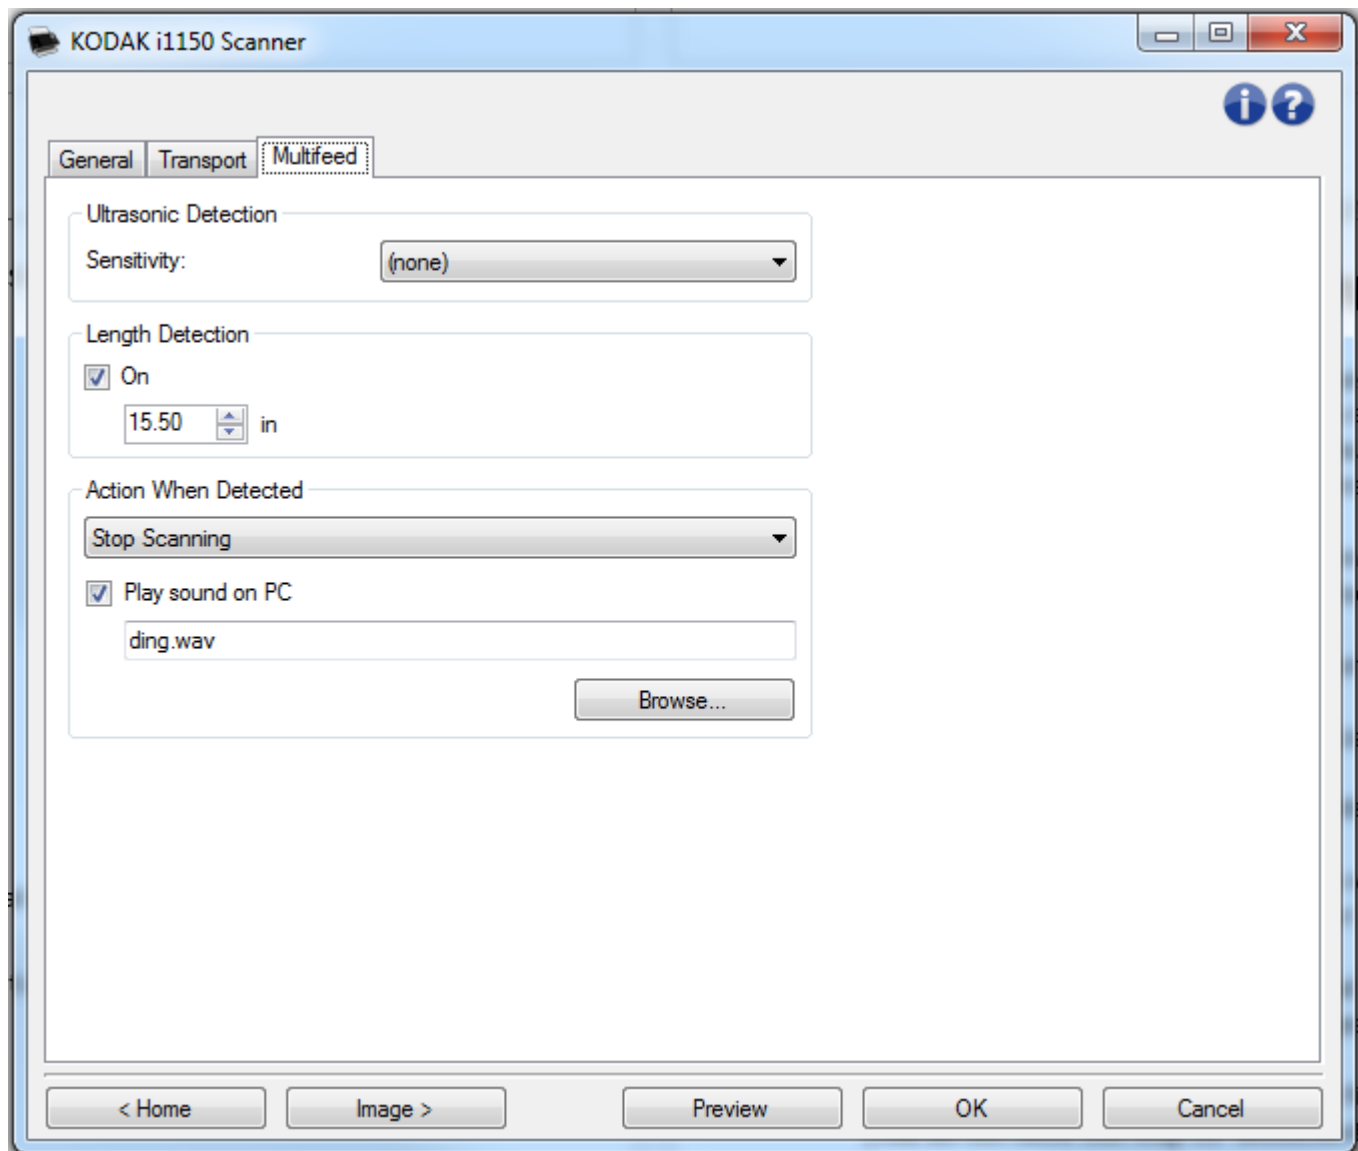 KODAK i1150 Scanner
General Transport Multifeed
Ultrasonic Detection
Sensitivity: (none)
Length Detection
On
15.50 in
Action When Detected
Stop Scanning
Play sound on PC
ding.wav
Browse...
< Home Image > Preview OK Cancel